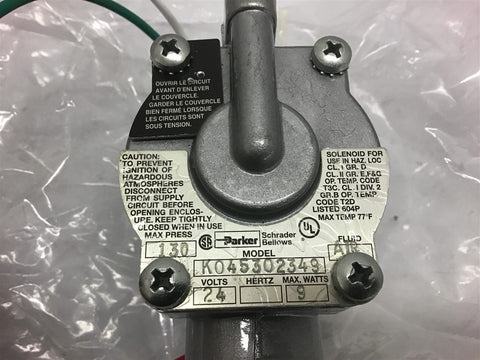 OUVRIR LE CIRCUIT
AVANT D'ENLEVER
LE COUVERCLE.
GARDER LE COUVERCLE
BIEN FERMÉ LORSQUE
LES CIRCUITS SONT
SOUS TENSION.
CAUTION:
TO PREVENT
IGNITION OF
HAZARDOUS
ATMOSPHERES
DISCONNECT
FROM SUPPLY
CIRCUIT BEFORE
OPENING ENCLOS-
URE. KEEP TIGHTLY
CLOSED WHEN IN USE
MAX PRESS
130
SOLENOID FOR
USE IN HAZ. LOC
CL. I GR. D
CL. II GR. E,F&G
OP. TEMP. CODE
T3C. CL. I DIV. 2
GR.B OP. TEMP
CODE T2D
LISTED 604P
MAX TEMP 77°F
FLUID
AIR
SA Parker Schrader Bellows. UL
MODEL
K045302349
VOLTS HERTZ MAX. WATTS
24 9